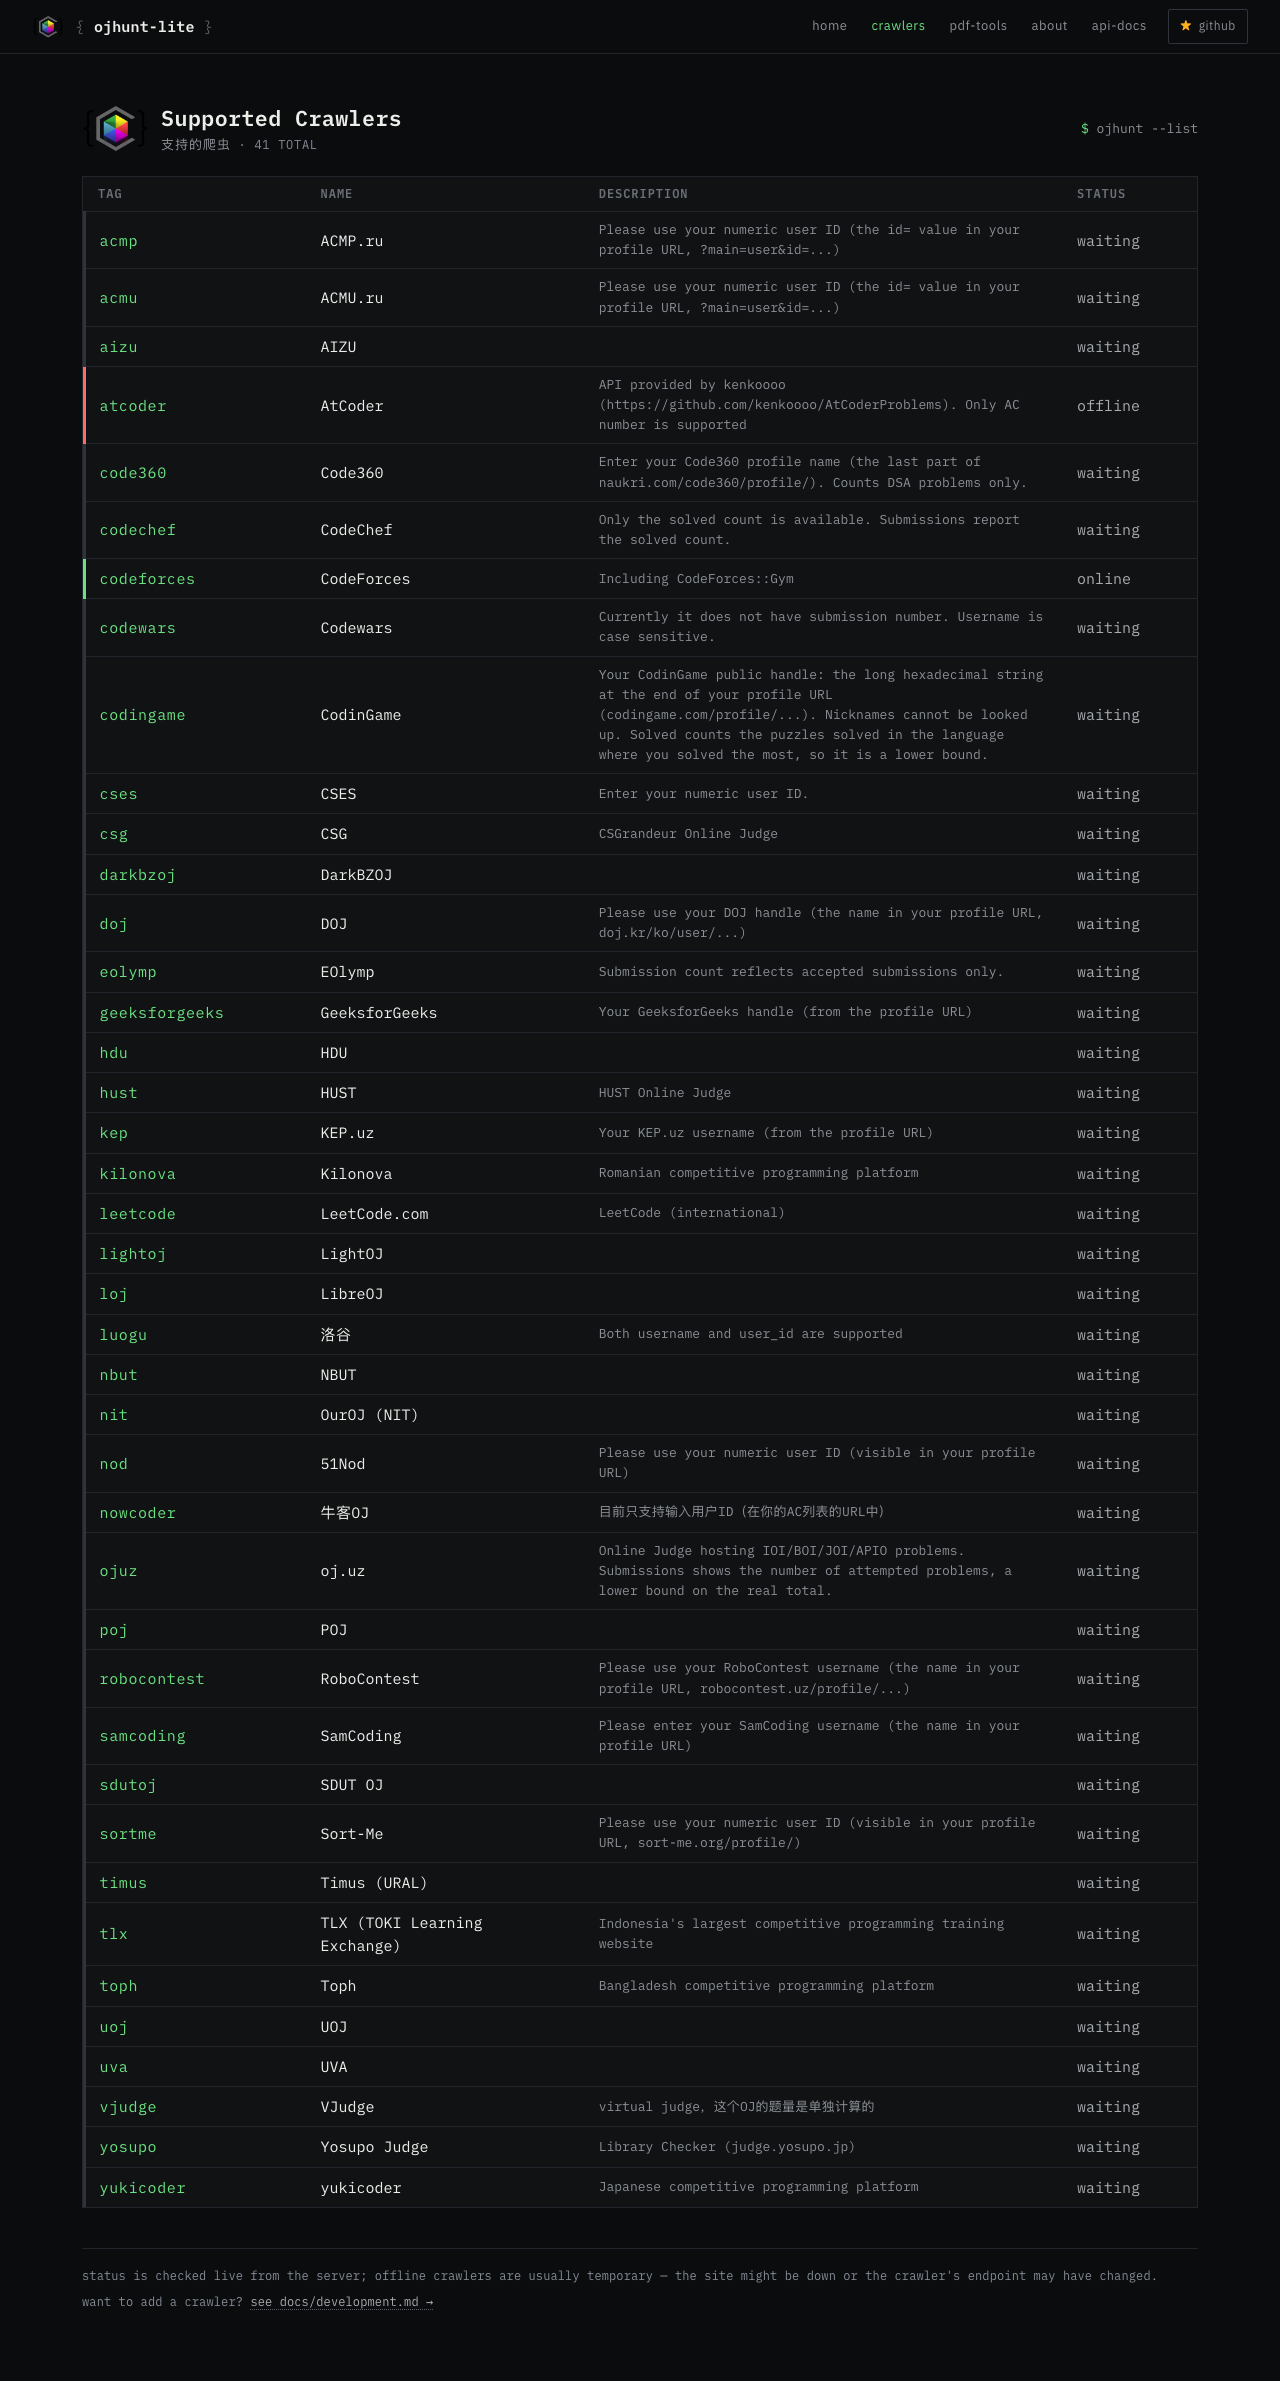 { ojhunt-lite }
home crawlers pdf-tools about api-docs github
Supported Crawlers
支持的爬虫 · 41 TOTAL
$ ojhunt --list
TAG NAME DESCRIPTION STATUS
acmp ACMP.ru Please use your numeric user ID (the id= value in your
profile URL, ?main=user&id=...) waiting
acmu ACMU.ru Please use your numeric user ID (the id= value in your
profile URL, ?main=user&id=...) waiting
aizu AIZU waiting
atcoder AtCoder API provided by kenkoooo
(https://github.com/kenkoooo/AtCoderProblems). Only AC
number is supported offline
code360 Code360 Enter your Code360 profile name (the last part of
naukri.com/code360/profile/). Counts DSA problems only. waiting
codechef CodeChef Only the solved count is available. Submissions report
the solved count. waiting
codeforces CodeForces Including CodeForces::Gym online
codewars Codewars Currently it does not have submission number. Username is
case sensitive. waiting
codingame CodinGame Your CodinGame public handle: the long hexadecimal string
at the end of your profile URL
(codingame.com/profile/...). Nicknames cannot be looked
up. Solved counts the puzzles solved in the language
where you solved the most, so it is a lower bound. waiting
cses CSES Enter your numeric user ID. waiting
csg CSG CSGrandeur Online Judge waiting
darkbzoj DarkBZOJ waiting
doj DOJ Please use your DOJ handle (the name in your profile URL,
doj.kr/ko/user/...) waiting
eolymp EOlymp Submission count reflects accepted submissions only. waiting
geeksforgeeks GeeksforGeeks Your GeeksforGeeks handle (from the profile URL) waiting
hdu HDU waiting
hust HUST HUST Online Judge waiting
kep KEP.uz Your KEP.uz username (from the profile URL) waiting
kilonova Kilonova Romanian competitive programming platform waiting
leetcode LeetCode.com LeetCode (international) waiting
lightoj LightOJ waiting
loj LibreOJ waiting
luogu 洛谷 Both username and user_id are supported waiting
nbut NBUT waiting
nit OurOJ (NIT) waiting
nod 51Nod Please use your numeric user ID (visible in your profile
URL) waiting
nowcoder 牛客OJ 目前只支持输入用户ID（在你的AC列表的URL中） waiting
ojuz oj.uz Online Judge hosting IOI/BOI/JOI/APIO problems.
Submissions shows the number of attempted problems, a
lower bound on the real total. waiting
poj POJ waiting
robocontest RoboContest Please use your RoboContest username (the name in your
profile URL, robocontest.uz/profile/...) waiting
samcoding SamCoding Please enter your SamCoding username (the name in your
profile URL) waiting
sdutoj SDUT OJ waiting
sortme Sort-Me Please use your numeric user ID (visible in your profile
URL, sort-me.org/profile/) waiting
timus Timus (URAL) waiting
tlx TLX (TOKI Learning
Exchange) Indonesia's largest competitive programming training
website waiting
toph Toph Bangladesh competitive programming platform waiting
uoj UOJ waiting
uva UVA waiting
vjudge VJudge virtual judge，这个OJ的题量是单独计算的 waiting
yosupo Yosupo Judge Library Checker (judge.yosupo.jp) waiting
yukicoder yukicoder Japanese competitive programming platform waiting
status is checked live from the server; offline crawlers are usually temporary — the site might be down or the crawler's endpoint may have changed.
want to add a crawler? see docs/development.md →